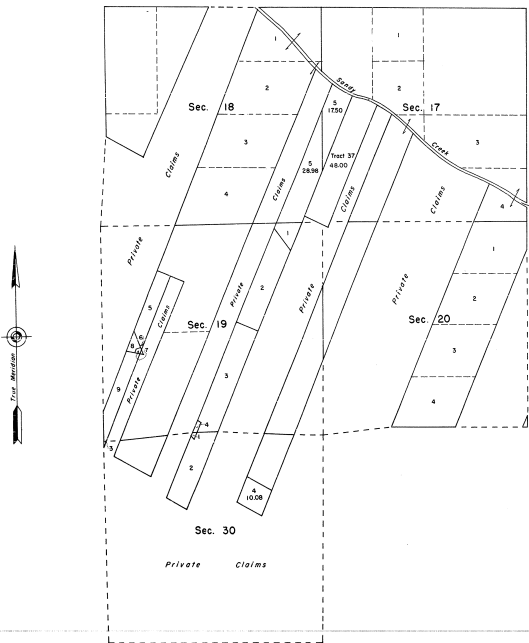 1
1
2
2
Sandy
Sec. 18
5
17.50
Sec. 17
3
Creek
3
Tract 37
48.00
5
28.98
Claims
Claims
Claims
Claims
4
4
Private
1
1
2
2
Private
Private
Private
5
Claims
Sec. 19
Sec. 20
6
8
7
3
3
9
Private
4
4
1
3
2
4
10.08
Sec. 30
Private Claims
True Meridian